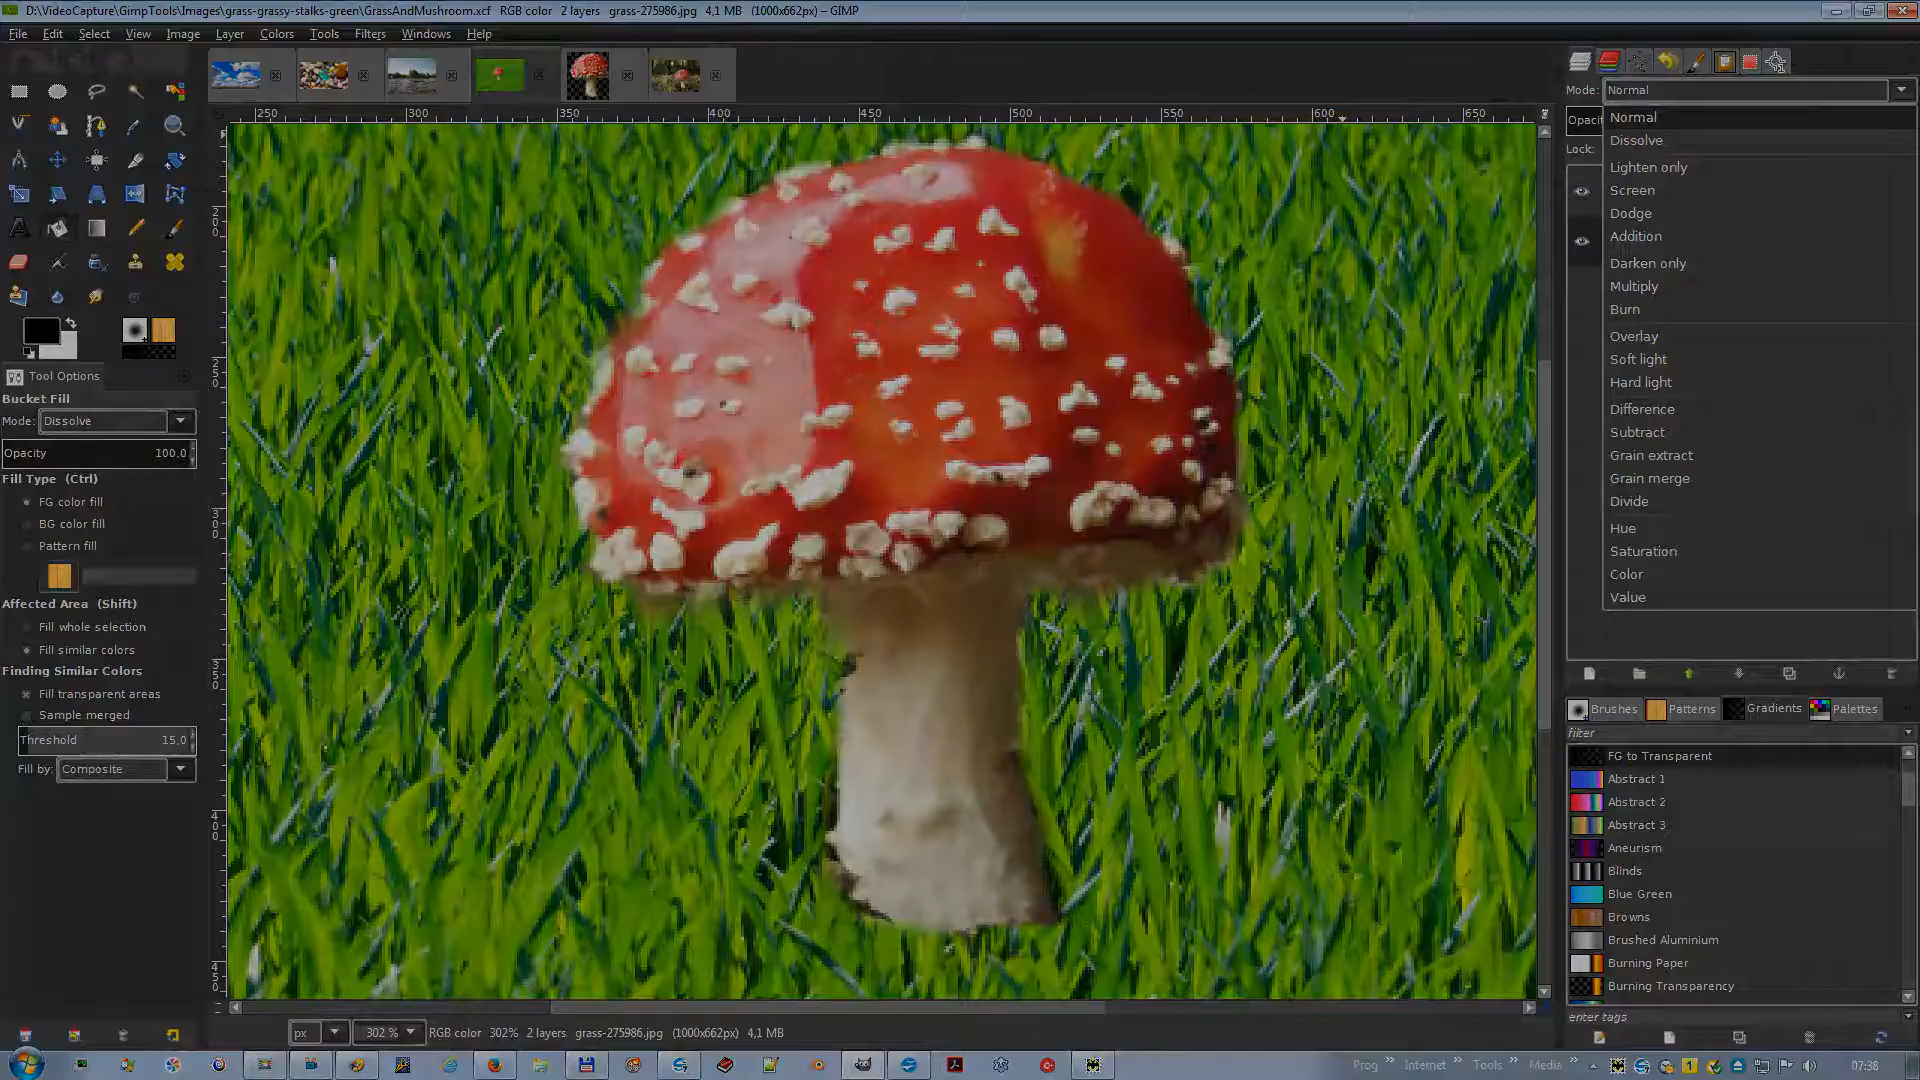 D:\VideoCapture\GimpTools\Images\grass-grassy-stalks-green\GrassAndMushroom.xcf   RGB color   2 layers   grass-275986.jpg   4,1 MB   (1000x662px) – GIMP
File Edit Select View Image Layer Colors Tools Filters Windows Help
Mode: Normal
250 300 350 400 450 500 550 600 650
Normal
Opaci
Dissolve
Lock:
Lighten only
Screen
Dodge
Addition
Darken only
Multiply
Burn
Overlay
Soft light
Hard light
Difference
Subtract
Grain extract
Grain merge
Divide
Hue
Saturation
Color
Value
200
250
300
350
400
450
Tool Options
Bucket Fill
Mode: Dissolve
Opacity 100,0
Fill Type (Ctrl)
FG color fill
BG color fill
Pattern fill
Affected Area (Shift)
Fill whole selection
Fill similar colors
Finding Similar Colors
Fill transparent areas
Sample merged
Threshold 15,0
Fill by: Composite
Brushes Patterns Gradients Palettes
filter
FG to Transparent
Abstract 1
Abstract 2
Abstract 3
Aneurism
Blinds
Blue Green
Browns
Brushed Aluminium
Burning Paper
Burning Transparency
enter tags
px 302 % RGB color 302% 2 layers grass-275986.jpg (1000x662px) 4,1 MB
Prog » Internet » Tools » Media » 1 07:38